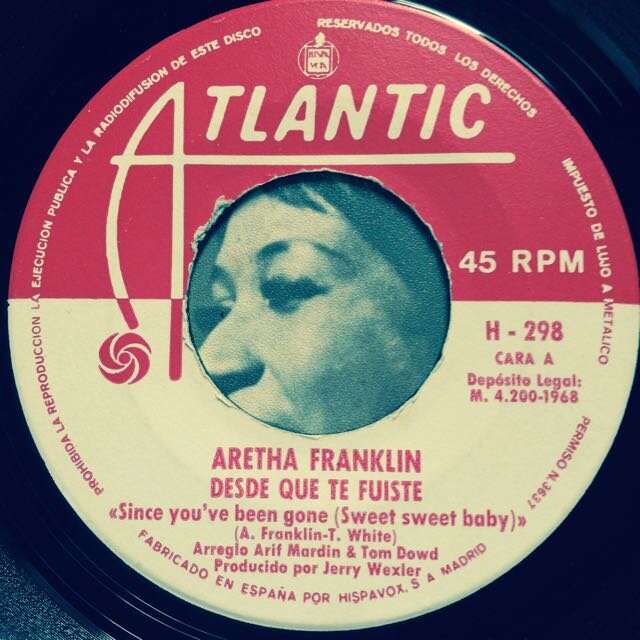 PROHIBIDA LA REPRODUCCION LA EJECUCION PUBLICA Y LA RADIODIFUSION DE ESTE DISCO
RESERVADOS TODOS LOS DERECHOS
IMPUESTO DE LUJO A METALICO
PERMISO N. 3637
HISPA
VOX
ATLANTIC
45 RPM
H - 298
CARA A
Depósito Legal:
M. 4.200-1968
ARETHA FRANKLIN
DESDE QUE TE FUISTE
«Since you've been gone (Sweet sweet baby)»
(A. Franklin-T. White)
Arreglo Arif Mardin & Tom Dowd
Producido por Jerry Wexler
FABRICADO EN ESPAÑA POR HISPAVOX, S A MADRID